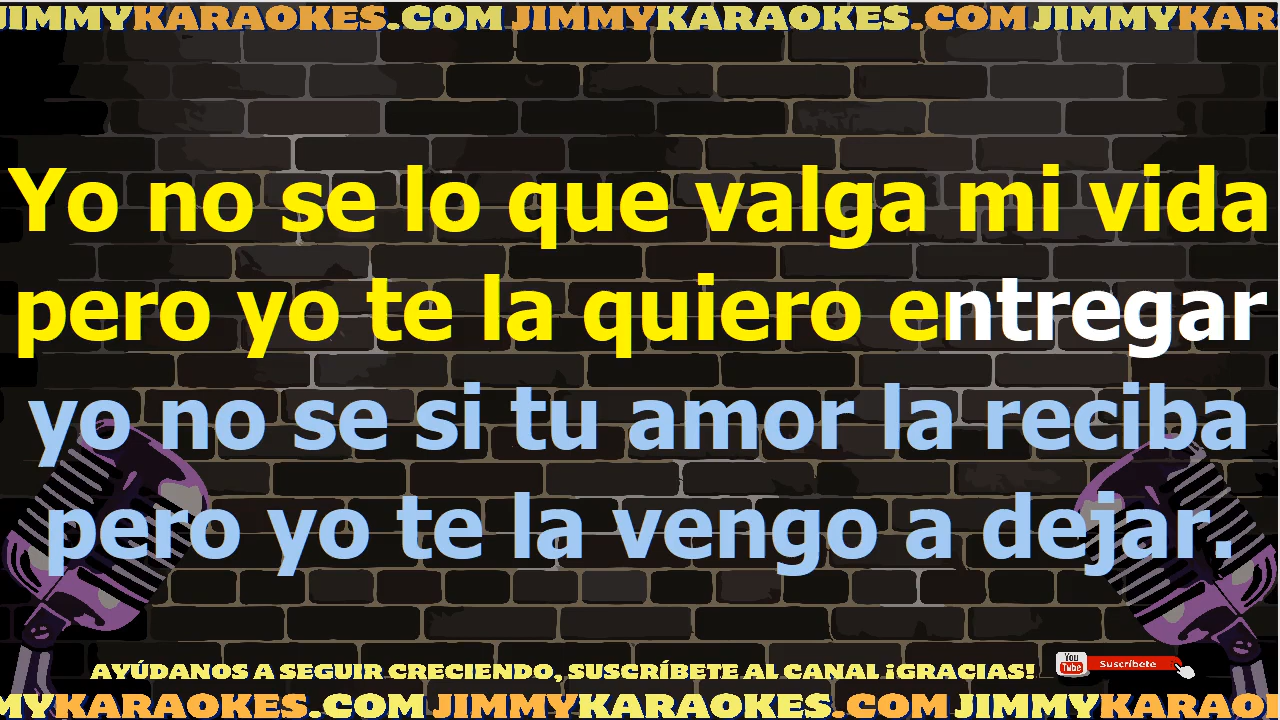 JIMMYKARAOKES.COM JIMMYKARAOKES.COM JIMMYKAR
Yo no se lo que valga mi vida
pero yo te la quiero entregar
yo no se si tu amor la reciba
pero yo te la vengo a dejar.
AYÚDANOS A SEGUIR CRECIENDO, SUSCRÍBETE AL CANAL ¡GRACIAS!
You Tube Suscríbete
MYKARAOKES.COM JIMMYKARAOKES.COM JIMMYKARAO